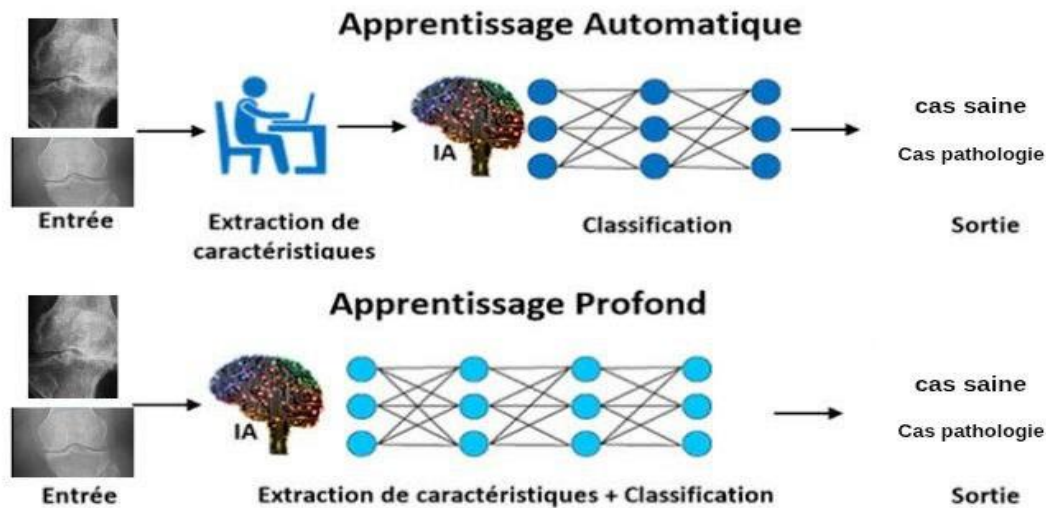 Apprentissage Automatique
cas saine
IA
Cas pathologie
Entrée
Extraction de
caractéristiques
Classification
Sortie
Apprentissage Profond
cas saine
IA
Cas pathologie
Entrée
Extraction de caractéristiques + Classification
Sortie